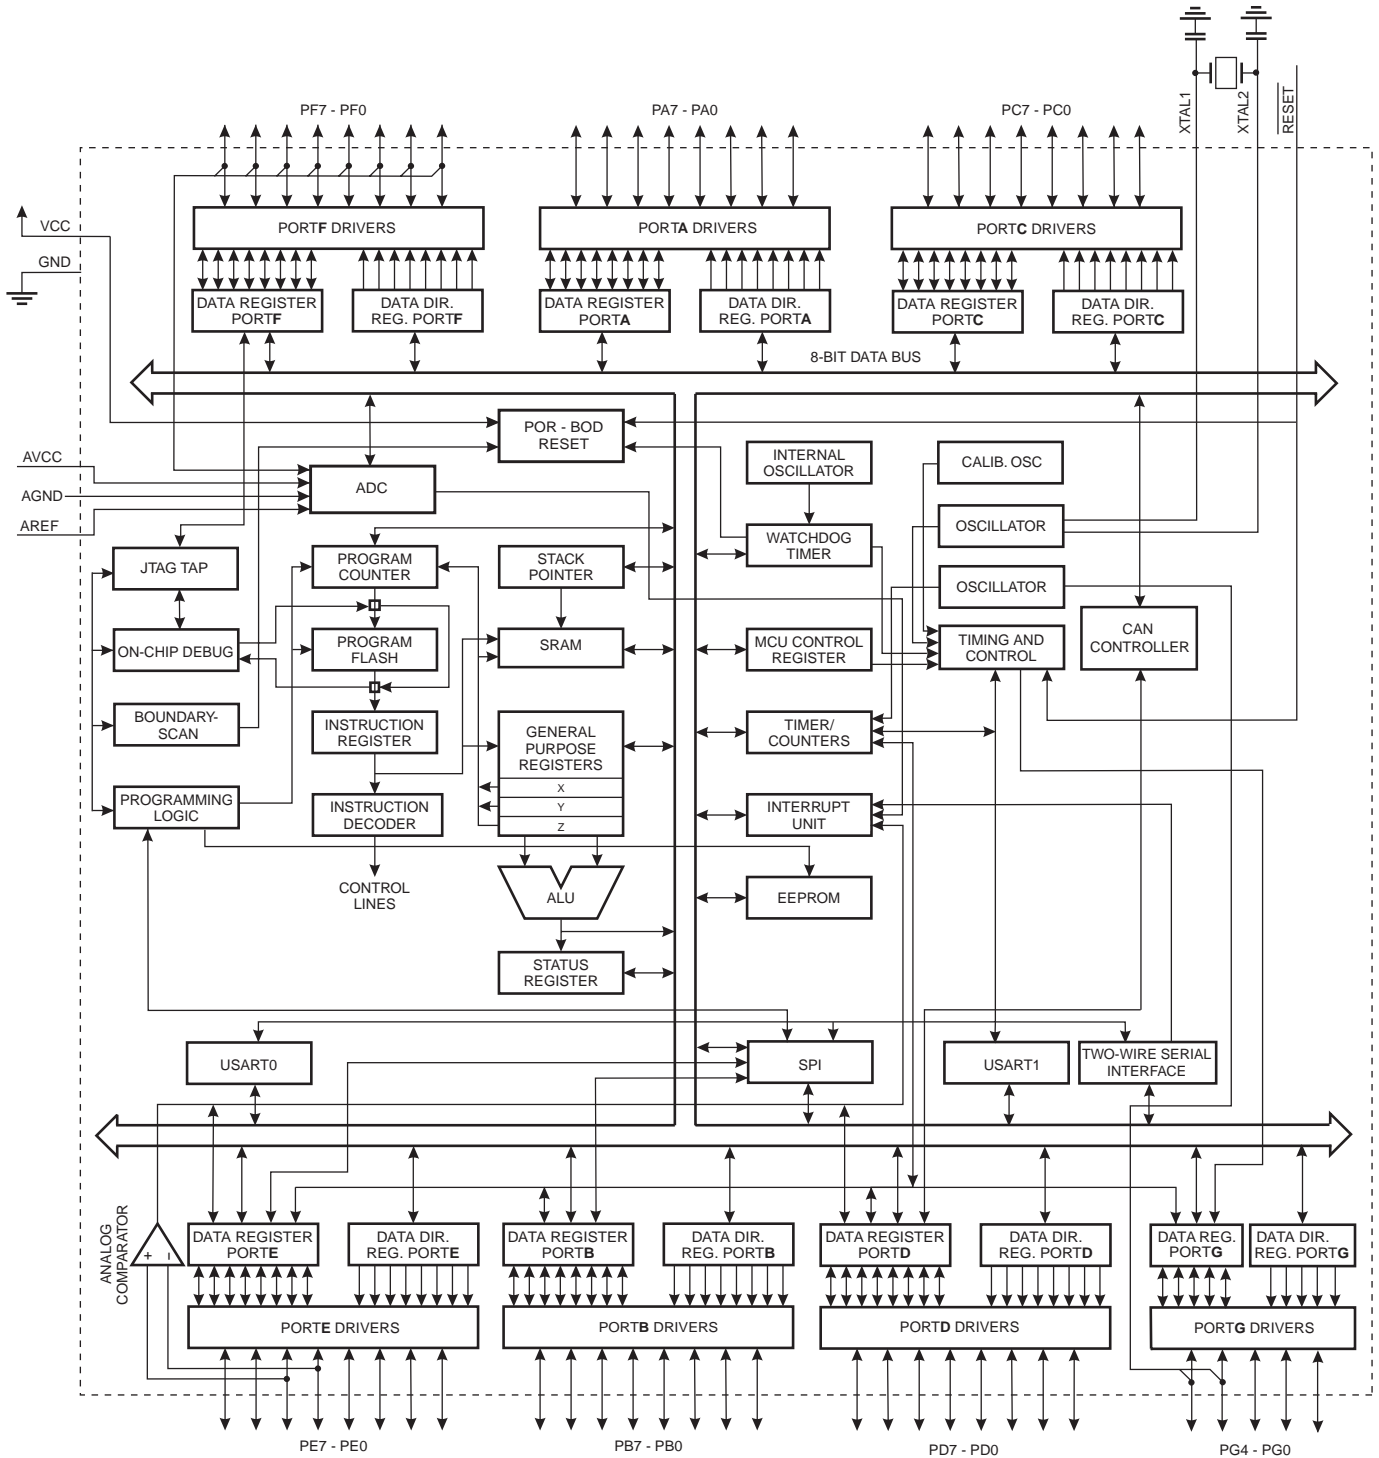 XTAL1
XTAL2
RESET
PF7 - PF0
PA7 - PA0
PC7 - PC0
VCC
GND
PORTF DRIVERS
PORTA DRIVERS
PORTC DRIVERS
DATA REGISTER
PORTF
DATA DIR.
REG. PORTF
DATA REGISTER
PORTA
DATA DIR.
REG. PORTA
DATA REGISTER
PORTC
DATA DIR.
REG. PORTC
8-BIT DATA BUS
POR - BOD
RESET
INTERNAL
OSCILLATOR
CALIB. OSC
AVCC
AGND
AREF
ADC
OSCILLATOR
WATCHDOG
TIMER
JTAG TAP
PROGRAM
COUNTER
STACK
POINTER
OSCILLATOR
ON-CHIP DEBUG
PROGRAM
FLASH
SRAM
MCU CONTROL
REGISTER
TIMING AND
CONTROL
CAN
CONTROLLER
BOUNDARY-
SCAN
INSTRUCTION
REGISTER
GENERAL
PURPOSE
REGISTERS
X
Y
Z
TIMER/
COUNTERS
PROGRAMMING
LOGIC
INSTRUCTION
DECODER
INTERRUPT
UNIT
CONTROL
LINES
ALU
EEPROM
STATUS
REGISTER
USART0
SPI
USART1
TWO-WIRE SERIAL
INTERFACE
ANALOG
COMPARATOR
+
-
DATA REGISTER
PORTE
DATA DIR.
REG. PORTE
DATA REGISTER
PORTB
DATA DIR.
REG. PORTB
DATA REGISTER
PORTD
DATA DIR.
REG. PORTD
DATA REG.
PORTG
DATA DIR.
REG. PORTG
PORTE DRIVERS
PORTB DRIVERS
PORTD DRIVERS
PORTG DRIVERS
PE7 - PE0
PB7 - PB0
PD7 - PD0
PG4 - PG0